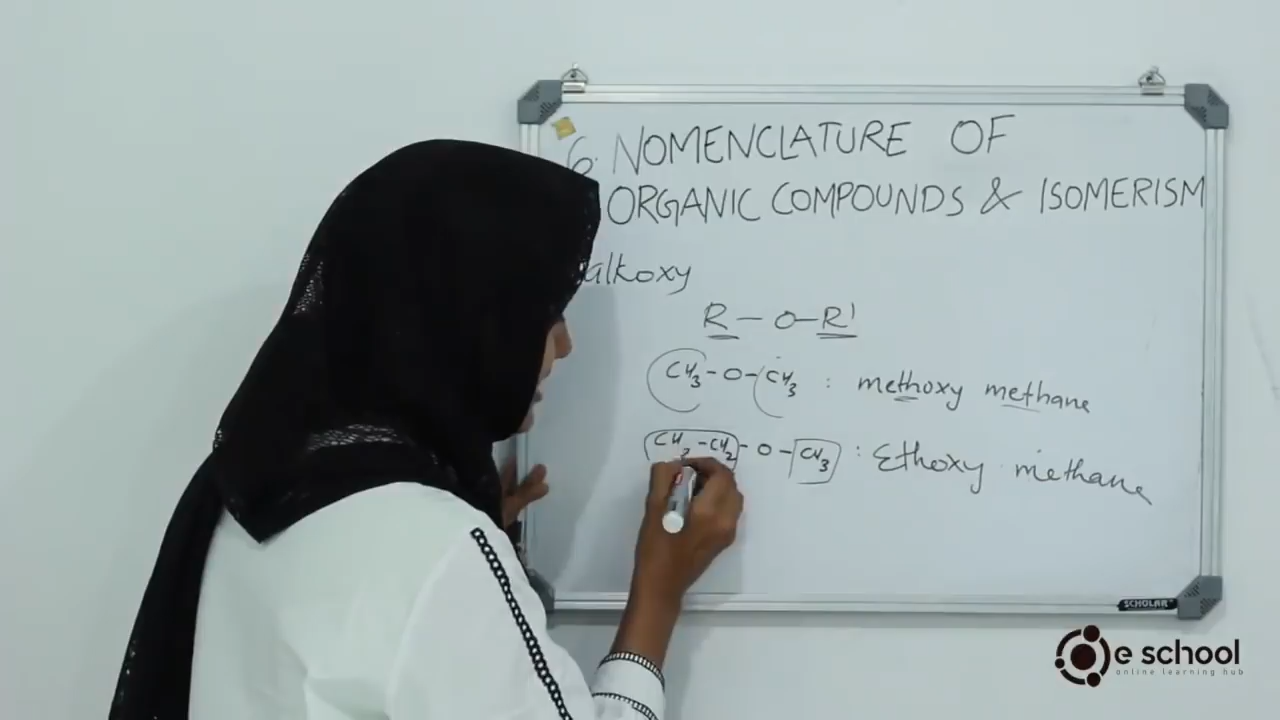 6. NOMENCLATURE OF
ORGANIC COMPOUNDS & ISOMERISM
alkoxy
R — O — R'
CH3 - O - CH3 : methoxy methane
CH3 - CH2 - O - CH3 : Ethoxy methane
SCHOLAR
e school
online learning hub